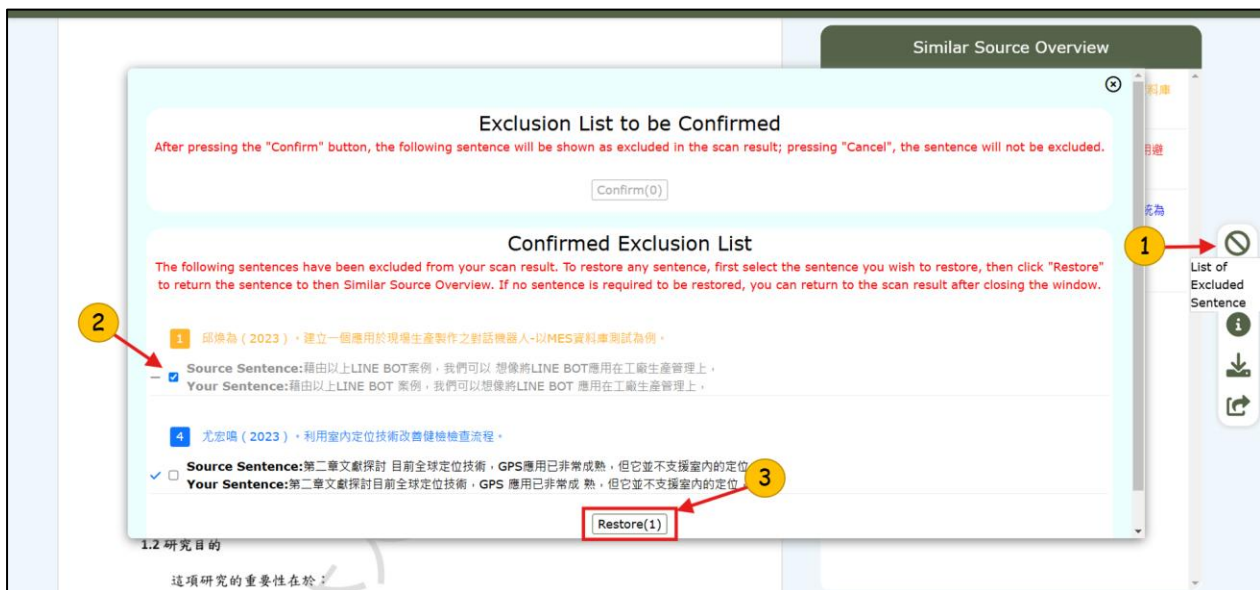 Similar Source Overview
科庫
Exclusion List to be Confirmed
After pressing the "Confirm" button, the following sentence will be shown as excluded in the scan result; pressing "Cancel", the sentence will not be excluded.
用避
Confirm(0)
統為
Confirmed Exclusion List
1
The following sentences have been excluded from your scan result. To restore any sentence, first select the sentence you wish to restore, then click "Restore"
to return the sentence to then Similar Source Overview. If no sentence is required to be restored, you can return to the scan result after closing the window.
List of
Excluded
Sentence
2
1 邱煥為（2023）。建立一個應用於現場生產製作之對話機器人-以MES資料庫測試為例。
Source Sentence:藉由以上LINE BOT案例，我們可以 想像將LINE BOT應用在工廠生產管理上，
Your Sentence:藉由以上LINE BOT 案例，我們可以想像將LINE BOT 應用在工廠生產管理上，
4 尤宏鳴（2023）。利用室內定位技術改善健檢檢查流程。
Source Sentence:第二章文獻探討 目前全球定位技術，GPS應用已非常成熟，但它並不支援室內的定位
Your Sentence:第二章文獻探討目前全球定位技術，GPS 應用已非常成 熟，但它並不支援室內的定位，
3
Restore(1)
1.2 研究目的
這項研究的重要性在於：